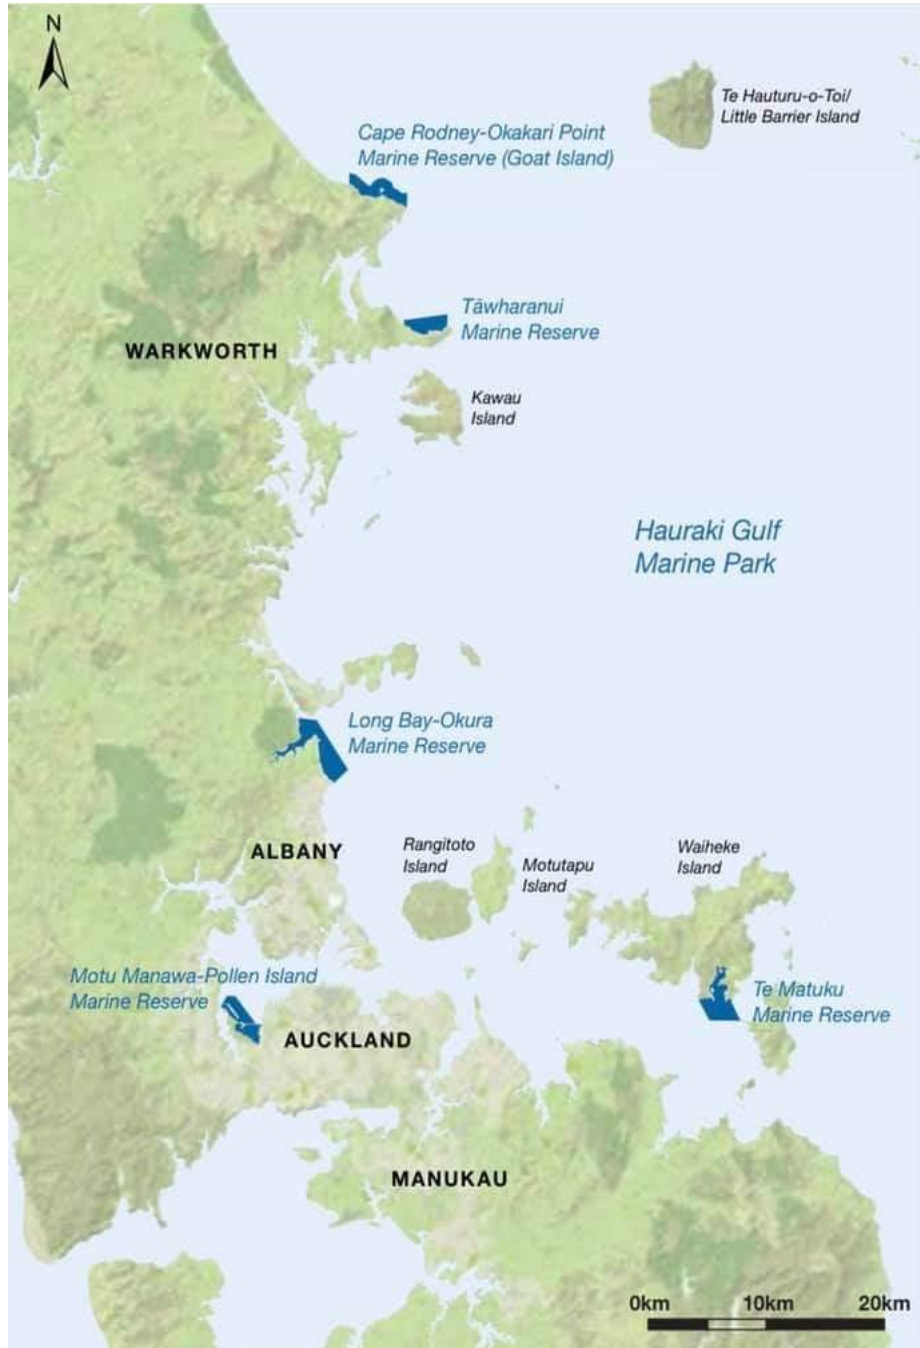 N
Te Hauturu-o-Toi/
Little Barrier Island
Cape Rodney-Okakari Point
Marine Reserve (Goat Island)
Tāwharanui
Marine Reserve
WARKWORTH
Kawau
Island
Hauraki Gulf
Marine Park
Long Bay-Okura
Marine Reserve
ALBANY
Rangitoto
Island
Motutapu
Island
Waiheke
Island
Motu Manawa-Pollen Island
Marine Reserve
Te Matuku
Marine Reserve
AUCKLAND
MANUKAU
0km 10km 20km